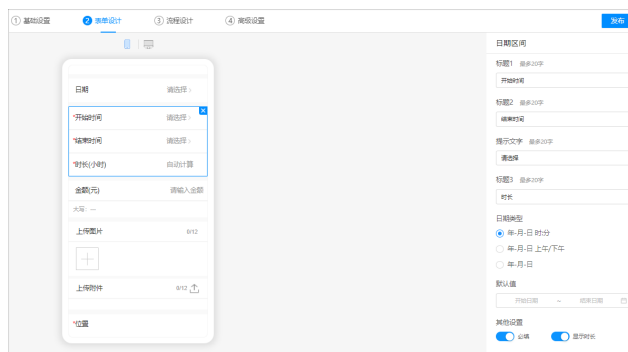 1 基础设置 2 表单设计 3 流程设计 4 高级设置 发布
日期 请选择
*开始时间 请选择
*结束时间 请选择
*时长(小时) 自动计算
金额(元) 请输入金额
大写: --
上传图片 0/12
上传附件 0/12
*位置
日期区间
标题1 最多20字
开始时间
标题2 最多20字
结束时间
提示文字 最多20字
请选择
标题3 最多20字
时长
日期类型
年-月-日 时:分
年-月-日 上午/下午
年-月-日
默认值
开始日期 – 结束日期
其他设置
必填 显示时长